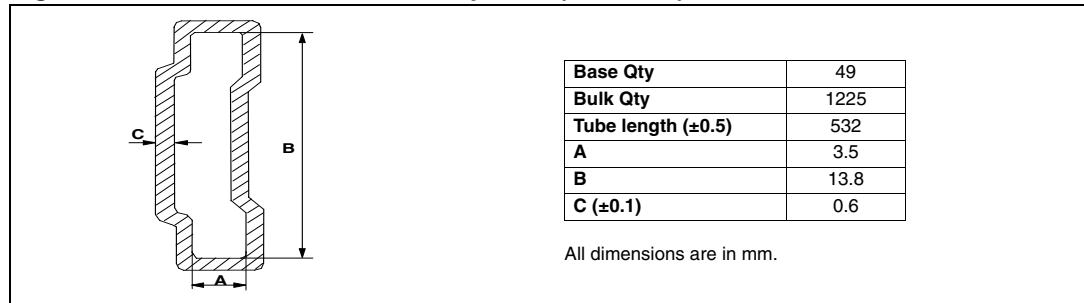 C
B
A
Base Qty 49
Bulk Qty 1225
Tube length (±0.5) 532
A 3.5
B 13.8
C (±0.1) 0.6
All dimensions are in mm.